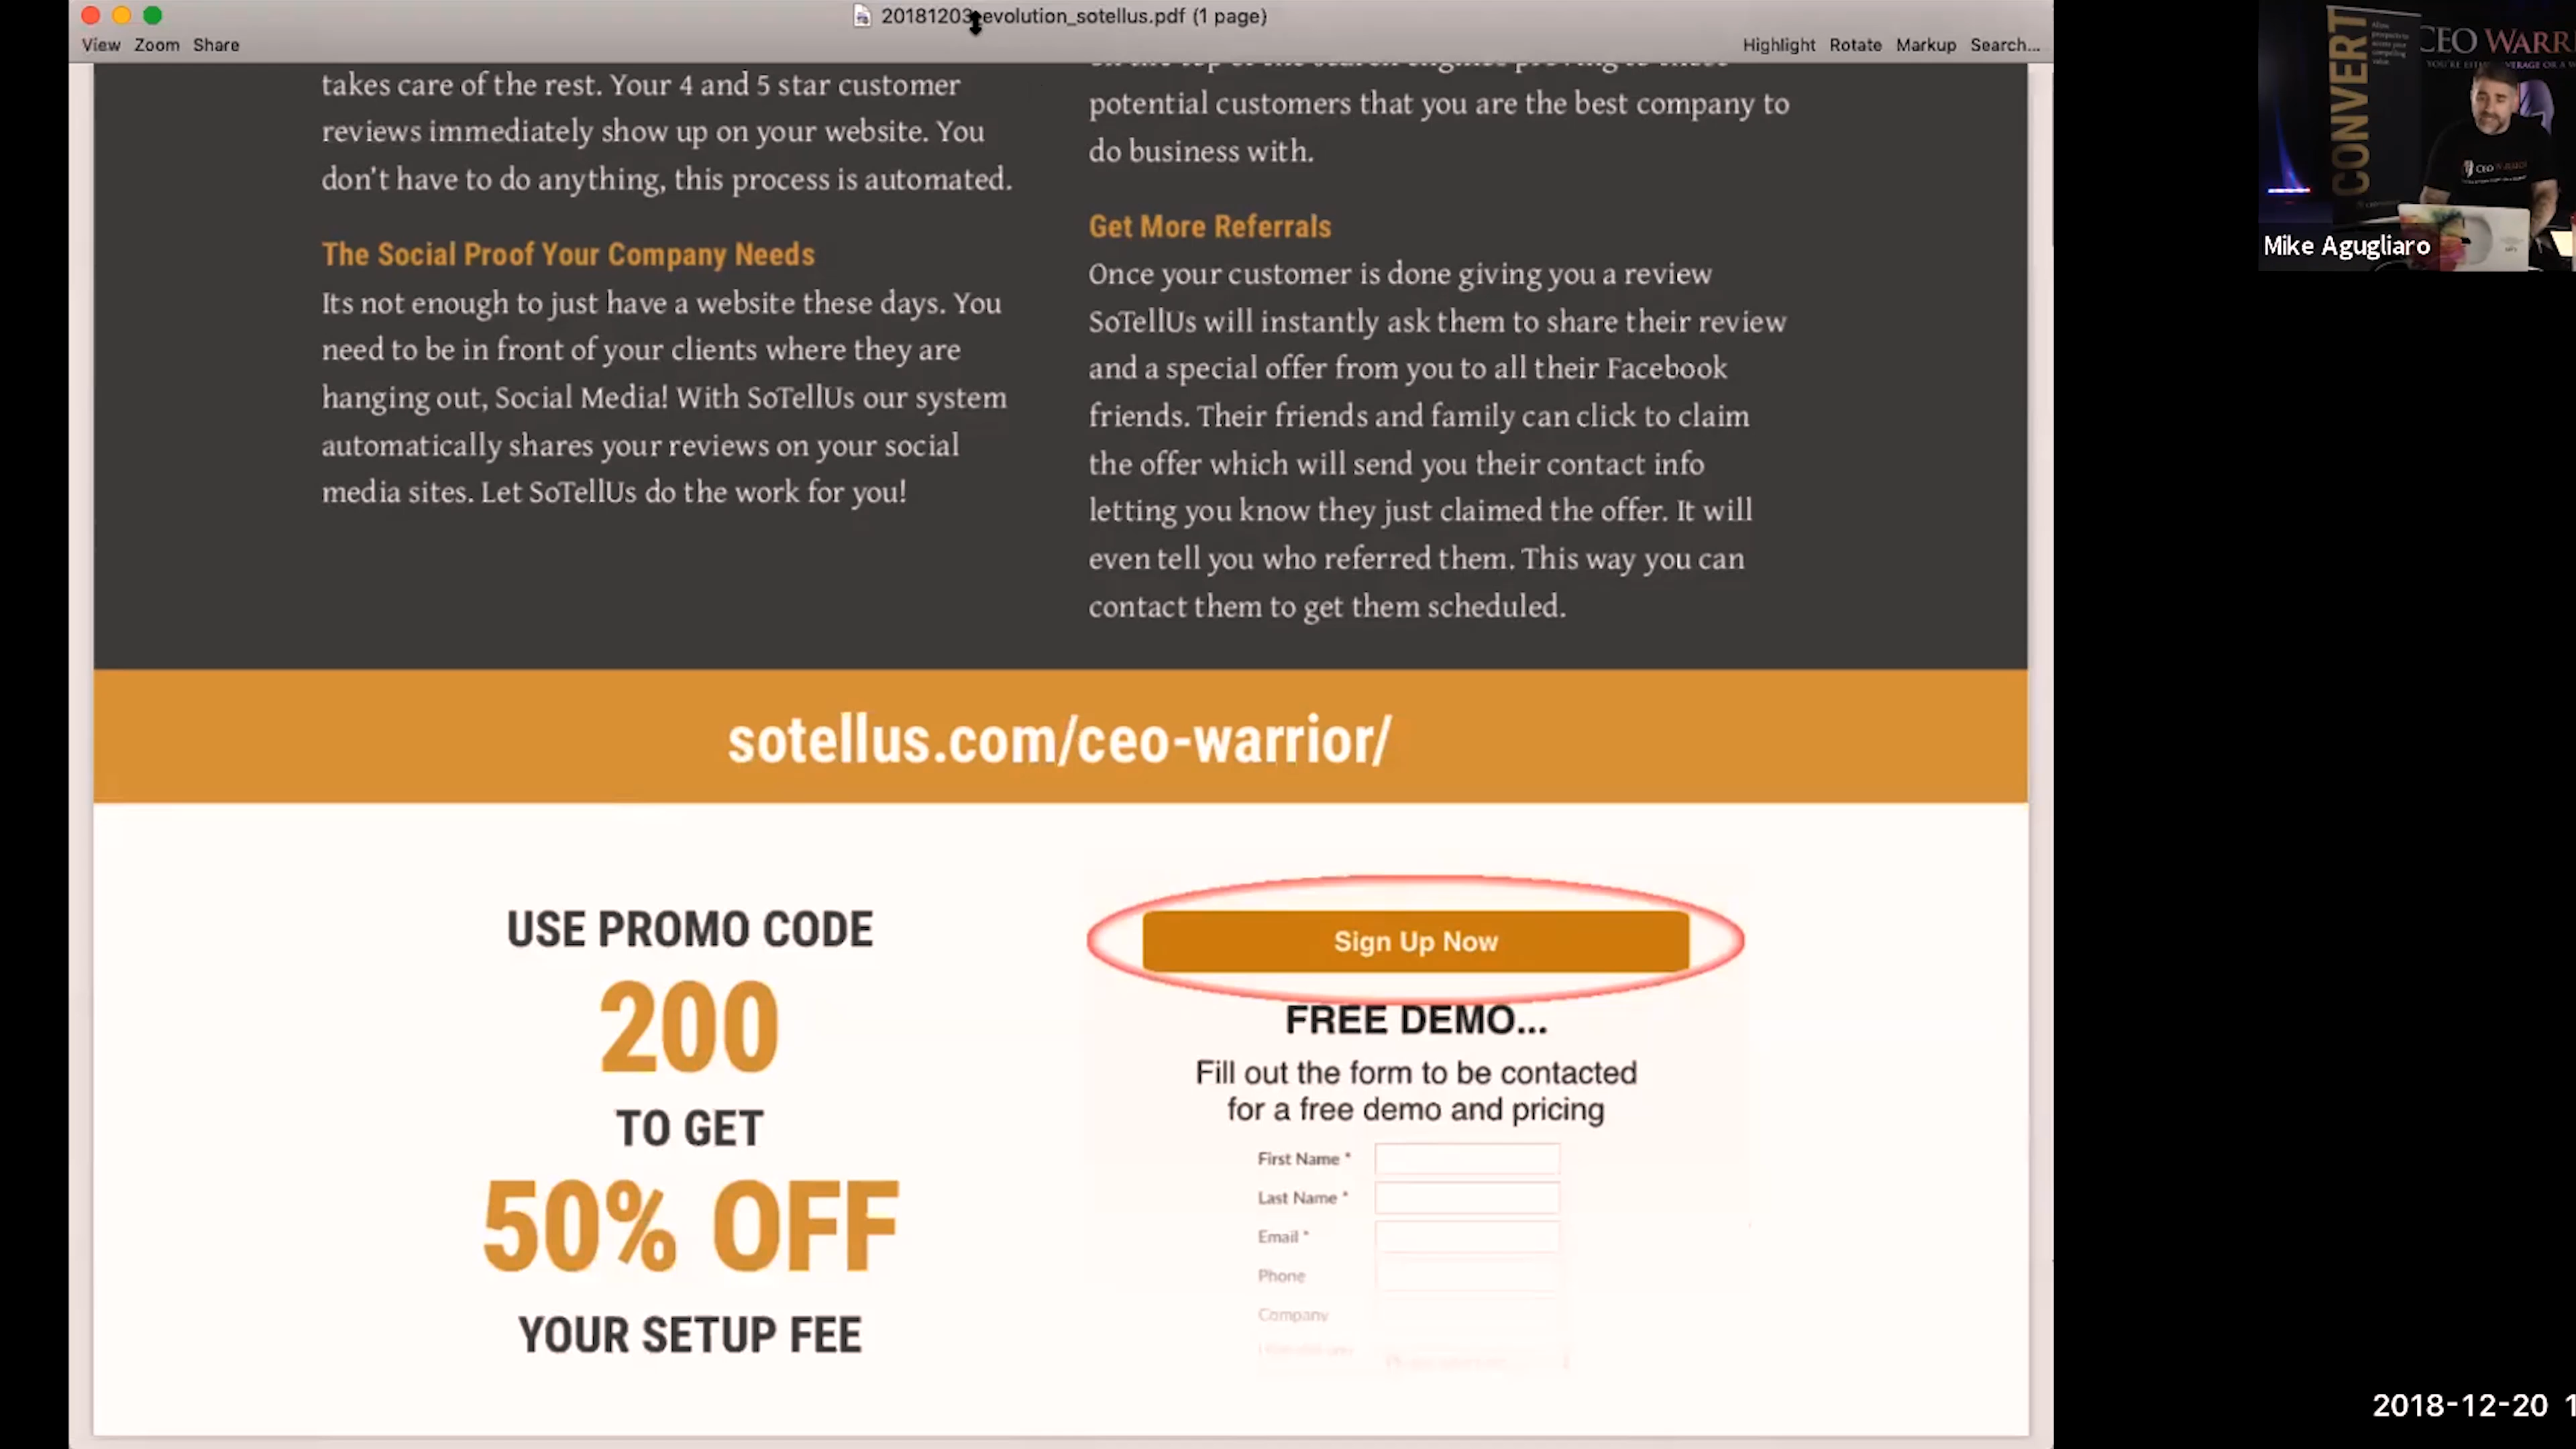 20181203_evolution_sotellus.pdf (1 page)
View Zoom Share
Highlight Rotate Markup Search...
takes care of the rest. Your 4 and 5 star customer
reviews immediately show up on your website. You
don't have to do anything, this process is automated.
The Social Proof Your Company Needs
Its not enough to just have a website these days. You
need to be in front of your clients where they are
hanging out, Social Media! With SoTellUs our system
automatically shares your reviews on your social
media sites. Let SoTellUs do the work for you!
potential customers that you are the best company to
do business with.
Get More Referrals
Once your customer is done giving you a review
SoTellUs will instantly ask them to share their review
and a special offer from you to all their Facebook
friends. Their friends and family can click to claim
the offer which will send you their contact info
letting you know they just claimed the offer. It will
even tell you who referred them. This way you can
contact them to get them scheduled.
sotellus.com/ceo-warrior/
USE PROMO CODE
200
TO GET
50% OFF
YOUR SETUP FEE
Sign Up Now
FREE DEMO...
Fill out the form to be contacted
for a free demo and pricing
First Name *
Last Name *
Email *
Phone
Company
CONVERT
CEO WARR
Mike Agugliaro
2018-12-20 1